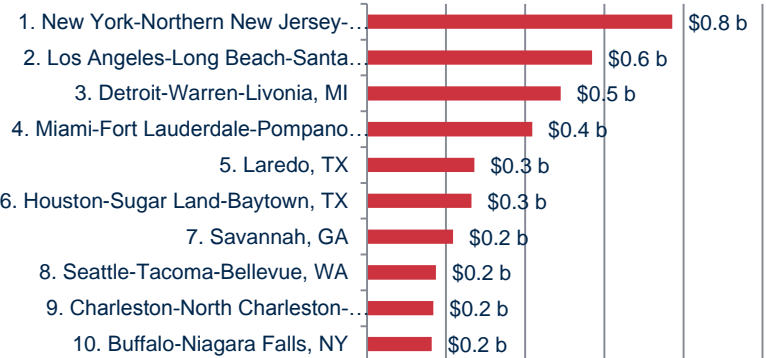 1. New York-Northern New Jersey-… $0.8 b
2. Los Angeles-Long Beach-Santa… $0.6 b
3. Detroit-Warren-Livonia, MI $0.5 b
4. Miami-Fort Lauderdale-Pompano… $0.4 b
5. Laredo, TX $0.3 b
6. Houston-Sugar Land-Baytown, TX $0.3 b
7. Savannah, GA $0.2 b
8. Seattle-Tacoma-Bellevue, WA $0.2 b
9. Charleston-North Charleston-… $0.2 b
10. Buffalo-Niagara Falls, NY $0.2 b